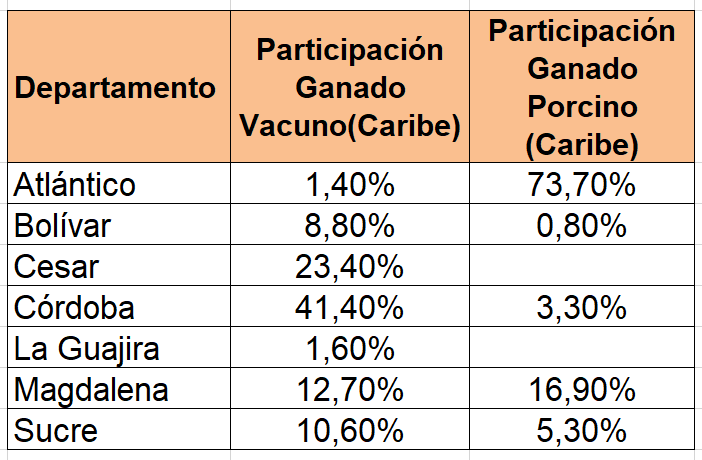 Departamento Participación Ganado Vacuno(Caribe) Participación Ganado Porcino (Caribe)
Atlántico 1,40% 73,70%
Bolívar 8,80% 0,80%
Cesar 23,40%
Córdoba 41,40% 3,30%
La Guajira 1,60%
Magdalena 12,70% 16,90%
Sucre 10,60% 5,30%